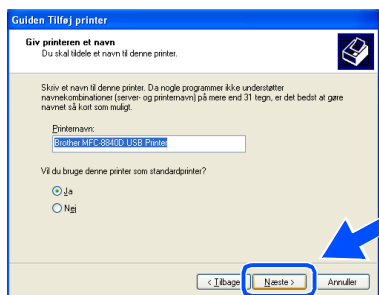 Guiden Tilføj printer
Giv printeren et navn
Du skal tildele et navn til denne printer.
Skriv et navn til denne printer. Da nogle programmer ikke understøtter
navnekombinationer (server- og printernavn) på mere end 31 tegn, er det bedst at gøre
navnet så kort som muligt.
Printernavn:
Brother MFC-8840D USB Printer
Vil du bruge denne printer som standardprinter?
Ja
Nej
< Tilbage
Næste >
Annuller